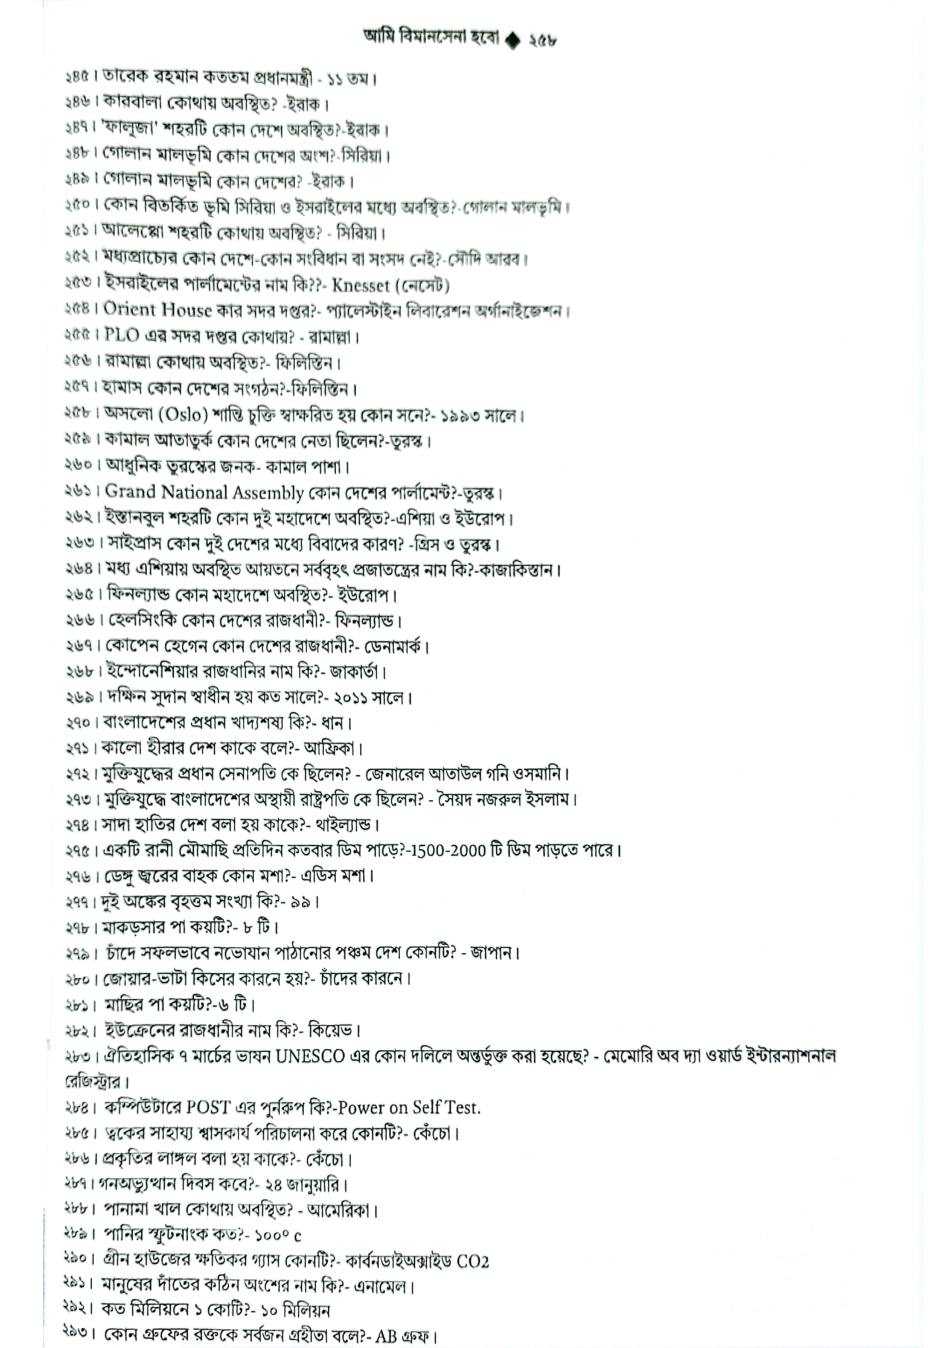 আমি বিমানসেনা হবো ◆ ২৫৮
২৪৫। তারেক রহমান কততম প্রধানমন্ত্রী - ১১ তম।
২৪৬। কারবালা কোথায় অবস্থিত? -ইরাক।
২৪৭। 'ফালুজা' শহরটি কোন দেশে অবস্থিত?-ইরাক।
২৪৮। গোলান মালভূমি কোন দেশের অংশ?-সিরিয়া।
২৪৯। গোলান মালভূমি কোন দেশের? -ইরাক।
২৫০। কোন বিতর্কিত ভূমি সিরিয়া ও ইসরাইলের মধ্যে অবস্থিত?-গোলান মালভূমি।
২৫১। আলেপ্পো শহরটি কোথায় অবস্থিত? - সিরিয়া।
২৫২। মধ্যপ্রাচ্যের কোন দেশে-কোন সংবিধান বা সংসদ নেই?-সৌদি আরব।
২৫৩। ইসরাইলের পার্লামেন্টের নাম কি??- Knesset (নেসেট)
২৫৪। Orient House কার সদর দপ্তর?- প্যালেস্টাইন লিবারেশন অর্গানাইজেশন।
২৫৫। PLO এর সদর দপ্তর কোথায়? - রামাল্লা।
২৫৬। রামাল্লা কোথায় অবস্থিত?- ফিলিস্তিন।
২৫৭। হামাস কোন দেশের সংগঠন?-ফিলিস্তিন।
২৫৮। অসলো (Oslo) শান্তি চুক্তি স্বাক্ষরিত হয় কোন সনে?- ১৯৯৩ সালে।
২৫৯। কামাল আতাতুর্ক কোন দেশের নেতা ছিলেন?-তুরস্ক।
২৬০। আধুনিক তুরস্কের জনক- কামাল পাশা।
২৬১। Grand National Assembly কোন দেশের পার্লামেন্ট?-তুরস্ক।
২৬২। ইস্তানবুল শহরটি কোন দুই মহাদেশে অবস্থিত?-এশিয়া ও ইউরোপ।
২৬৩। সাইপ্রাস কোন দুই দেশের মধ্যে বিবাদের কারণ? -গ্রিস ও তুরস্ক।
২৬৪। মধ্য এশিয়ায় অবস্থিত আয়তনে সর্ববৃহৎ প্রজাতন্ত্রের নাম কি?-কাজাকিস্তান।
২৬৫। ফিনল্যান্ড কোন মহাদেশে অবস্থিত?- ইউরোপ।
২৬৬। হেলসিংকি কোন দেশের রাজধানী?- ফিনল্যান্ড।
২৬৭। কোপেন হেগেন কোন দেশের রাজধানী?- ডেনামার্ক।
২৬৮। ইন্দোনেশিয়ার রাজধানির নাম কি?- জাকার্তা।
২৬৯। দক্ষিন সুদান স্বাধীন হয় কত সালে?- ২০১১ সালে।
২৭০। বাংলাদেশের প্রধান খাদ্যশষ্য কি?- ধান।
২৭১। কালো হীরার দেশ কাকে বলে?- আফ্রিকা।
২৭২। মুক্তিযুদ্ধের প্রধান সেনাপতি কে ছিলেন? - জেনারেল আতাউল গনি ওসমানি।
২৭৩। মুক্তিযুদ্ধে বাংলাদেশের অস্থায়ী রাষ্ট্রপতি কে ছিলেন? - সৈয়দ নজরুল ইসলাম।
২৭৪। সাদা হাতির দেশ বলা হয় কাকে?- থাইল্যান্ড।
২৭৫। একটি রানী মৌমাছি প্রতিদিন কতবার ডিম পাড়ে?-1500-2000 টি ডিম পাড়তে পারে।
২৭৬। ডেঙ্গু জ্বরের বাহক কোন মশা?- এডিস মশা।
২৭৭। দুই অঙ্কের বৃহত্তম সংখ্যা কি?- ৯৯।
২৭৮। মাকড়সার পা কয়টি?- ৮ টি।
২৭৯। চাঁদে সফলভাবে নভোযান পাঠানোর পঞ্চম দেশ কোনটি? - জাপান।
২৮০। জোয়ার-ভাটা কিসের কারনে হয়?- চাঁদের কারনে।
২৮১। মাছির পা কয়টি?-৬ টি।
২৮২। ইউক্রেনের রাজধানীর নাম কি?- কিয়েভ।
২৮৩। ঐতিহাসিক ৭ মার্চের ভাষন UNESCO এর কোন দলিলে অন্তর্ভুক্ত করা হয়েছে? - মেমোরি অব দ্যা ওয়ার্ড ইন্টারন্যাশনাল
রেজিস্ট্রার।
২৮৪। কম্পিউটারে POST এর পুর্নরুপ কি?-Power on Self Test.
২৮৫। ত্বকের সাহায্য শ্বাসকার্য পরিচালনা করে কোনটি?- কেঁচো।
২৮৬। প্রকৃতির লাঙ্গল বলা হয় কাকে?- কেঁচো।
২৮৭। গনঅভ্যুত্থান দিবস কবে?- ২৪ জানুয়ারি।
২৮৮। পানামা খাল কোথায় অবস্থিত? - আমেরিকা।
২৮৯। পানির স্ফুটনাংক কত?- ১০০° c
২৯০। গ্রীন হাউজের ক্ষতিকর গ্যাস কোনটি?- কার্বনডাইঅক্সাইড CO2
২৯১। মানুষের দাঁতের কঠিন অংশের নাম কি?- এনামেল।
২৯২। কত মিলিয়নে ১ কোটি?- ১০ মিলিয়ন
২৯৩। কোন গ্রুফের রক্তকে সর্বজন গ্রহীতা বলে?- AB গ্রুফ।